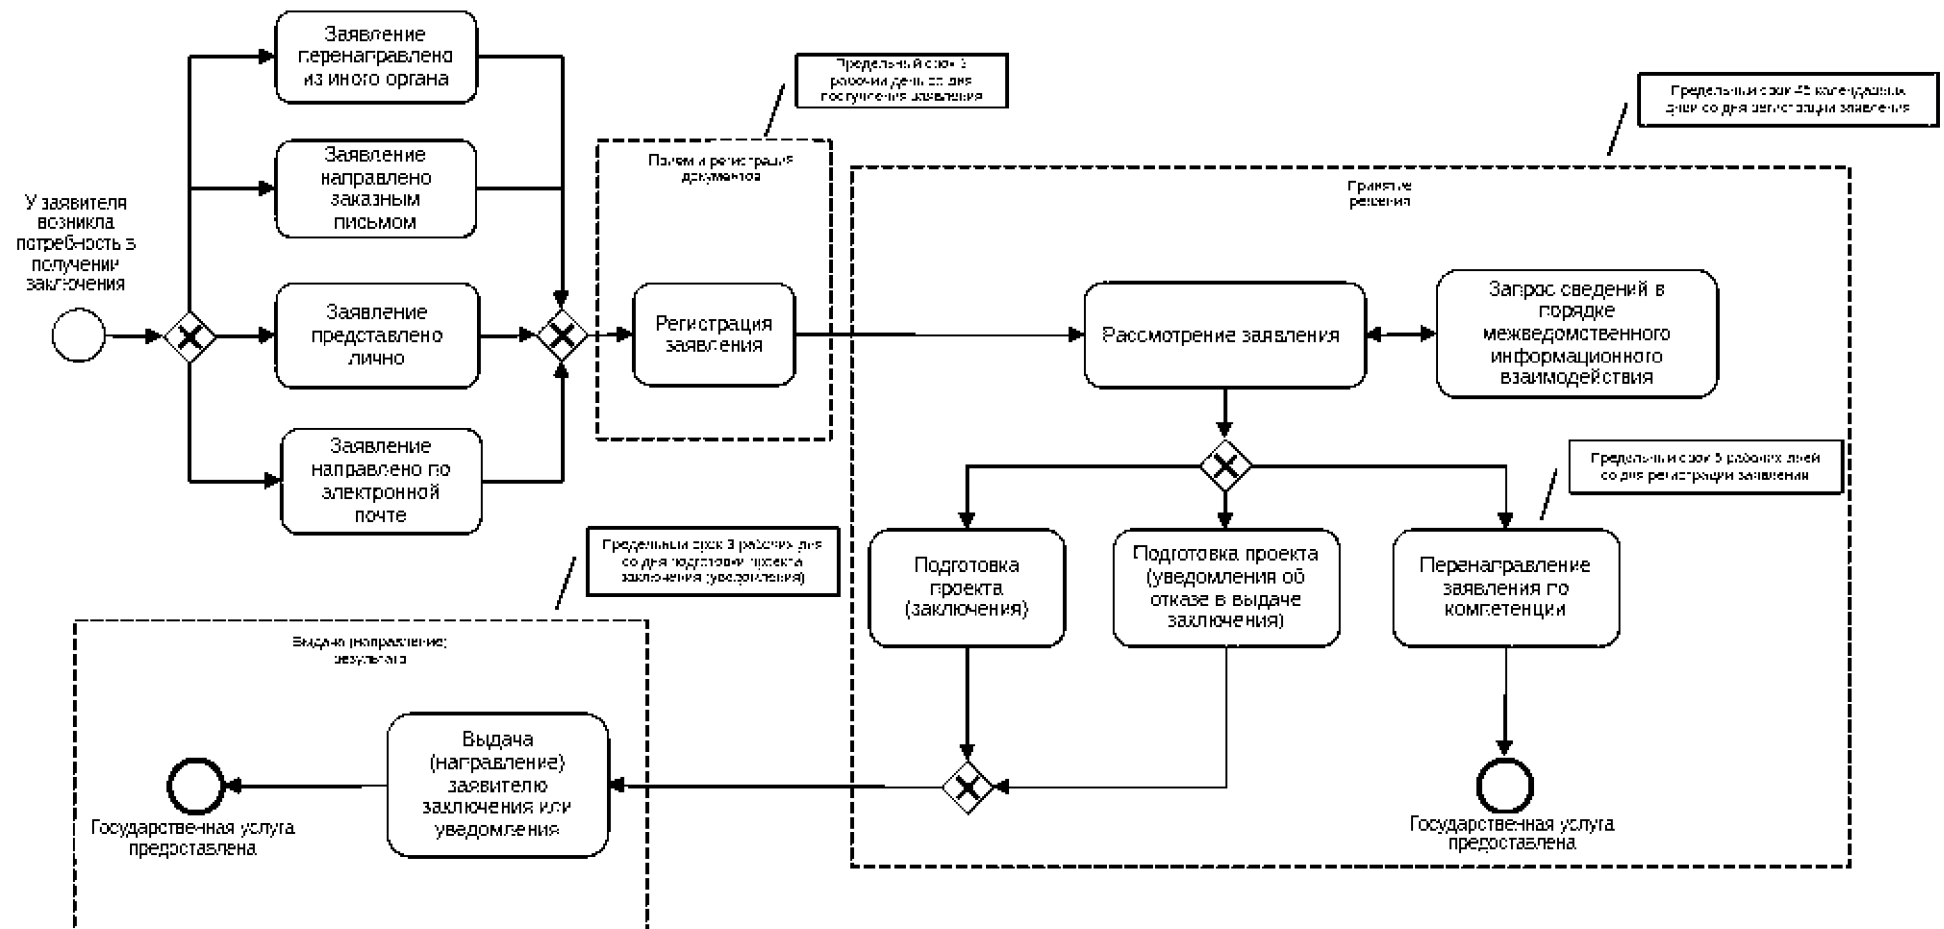 Заявление
перенаправлено
из иного органа
Предельный срок
рабочий день со дня
поступления заявления
Предельный срок 45 календарных
дней со дня регистрации заявления
Заявление
направлено
заказным
письмом
Прием и регистрация
документов
Принятие
решения
У заявителя
возникла
потребность в
получении
заключения
Заявление
представлено
лично
Регистрация
заявления
Рассмотрение заявления
Запрос сведений в
порядке
межведомственного
информационного
взаимодействия
Заявление
направлено по
электронной
почте
Предельный срок 5 рабочих дней
со дня регистрации заявления
Предельный срок 3 рабочих дня
со дня подготовки проекта
заключения (уведомления)
Подготовка
проекта
(заключения)
Подготовка проекта
(уведомления об
отказе в выдаче
заключения)
Перенаправление
заявления по
компетенции
Выдача (направление)
результата
Выдача
(направление)
заявителю
заключения или
уведомления
Государственная услуга
предоставлена
Государственная услуга
предоставлена